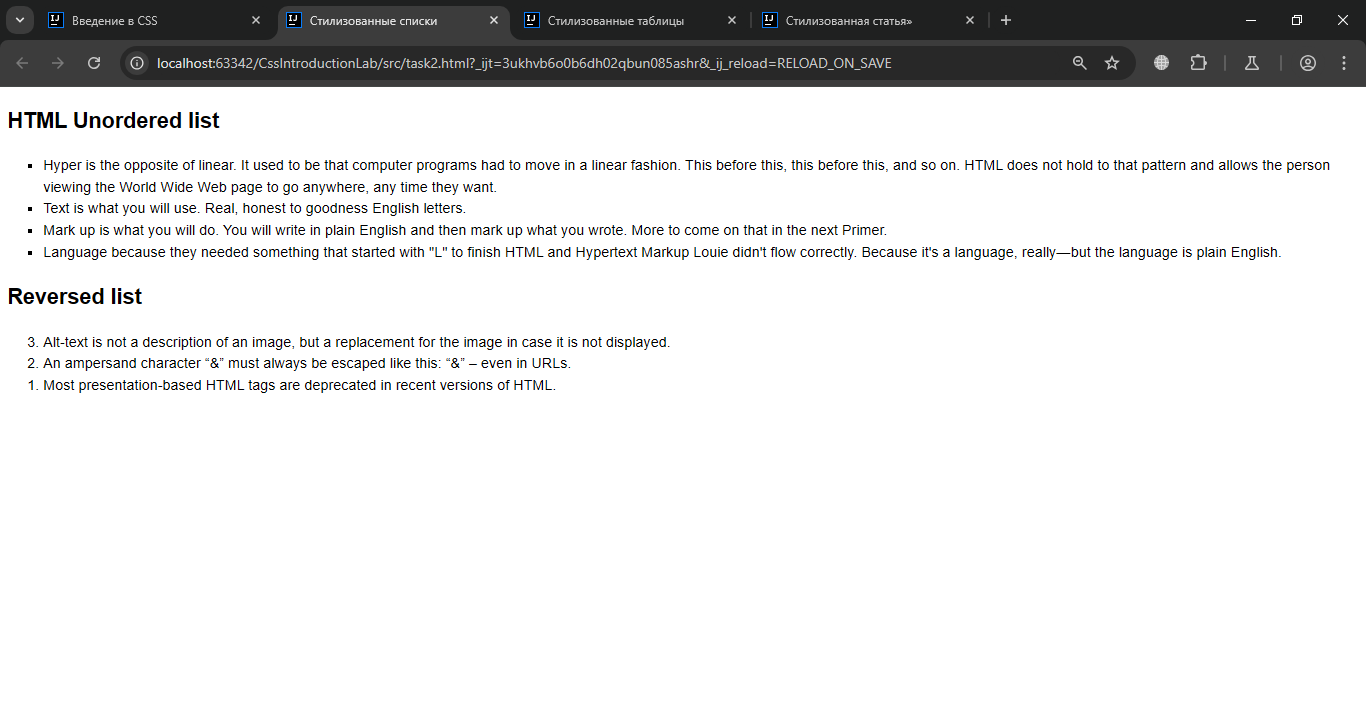 Введение в CSS
Стилизованные списки
Стилизованные таблицы
Стилизованная статья»
localhost:63342/CssIntroductionLab/src/task2.html?_ijt=3ukhvb6o0b6dh02qbun085ashr&_ij_reload=RELOAD_ON_SAVE
HTML Unordered list
▪ Hyper is the opposite of linear. It used to be that computer programs had to move in a linear fashion. This before this, this before this, and so on. HTML does not hold to that pattern and allows the person
viewing the World Wide Web page to go anywhere, any time they want.
▪ Text is what you will use. Real, honest to goodness English letters.
▪ Mark up is what you will do. You will write in plain English and then mark up what you wrote. More to come on that in the next Primer.
▪ Language because they needed something that started with "L" to finish HTML and Hypertext Markup Louie didn't flow correctly. Because it's a language, really—but the language is plain English.
Reversed list
3. Alt-text is not a description of an image, but a replacement for the image in case it is not displayed.
2. An ampersand character “&” must always be escaped like this: “&” – even in URLs.
1. Most presentation-based HTML tags are deprecated in recent versions of HTML.